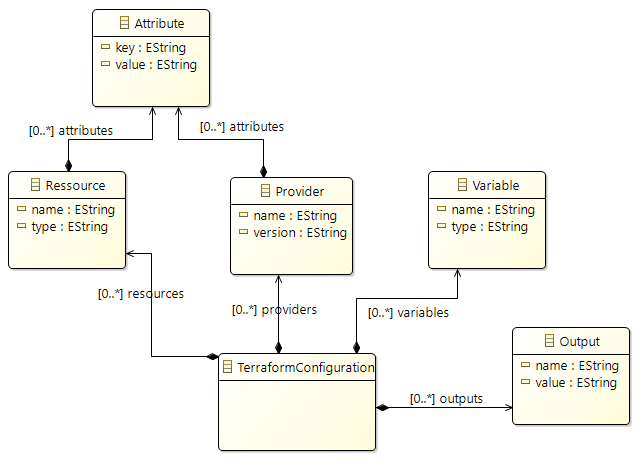 Attribute
key : EString
value : EString
[0..*] attributes
[0..*] attributes
Ressource
name : EString
type : EString
Provider
name : EString
version : EString
Variable
name : EString
type : EString
[0..*] resources
[0..*] providers
[0..*] variables
TerraformConfiguration
Output
name : EString
value : EString
[0..*] outputs